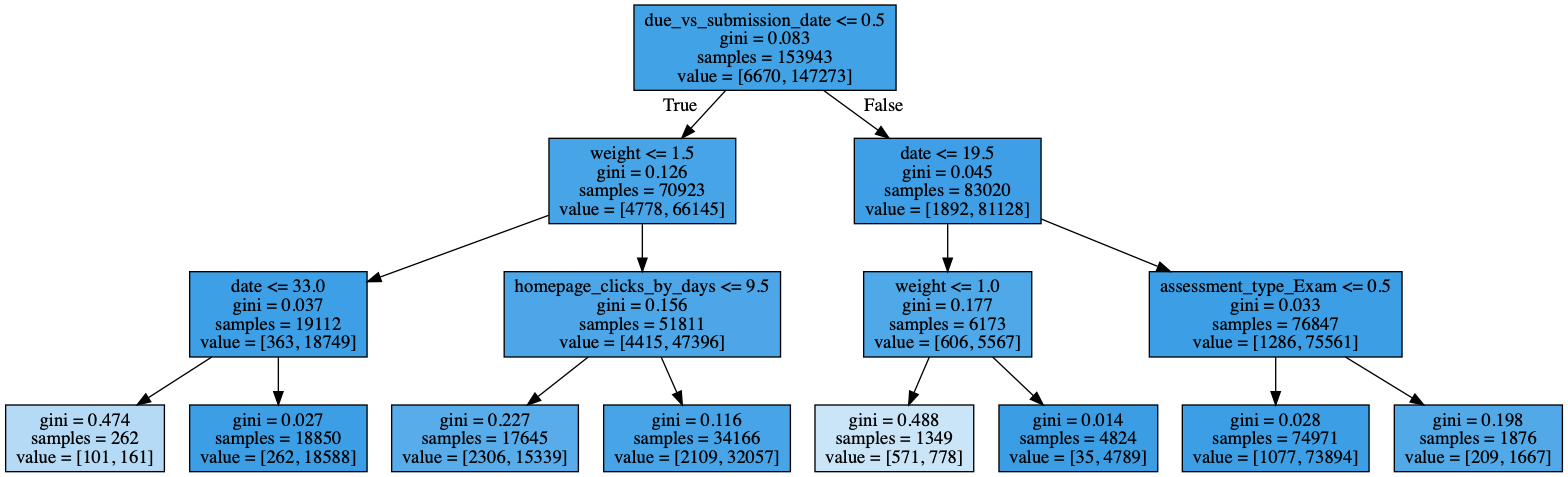 due_vs_submission_date <= 0.5
gini = 0.083
samples = 153943
value = [6670, 147273]
True
False
weight <= 1.5
gini = 0.126
samples = 70923
value = [4778, 66145]
date <= 19.5
gini = 0.045
samples = 83020
value = [1892, 81128]
date <= 33.0
gini = 0.037
samples = 19112
value = [363, 18749]
homepage_clicks_by_days <= 9.5
gini = 0.156
samples = 51811
value = [4415, 47396]
weight <= 1.0
gini = 0.177
samples = 6173
value = [606, 5567]
assessment_type_Exam <= 0.5
gini = 0.033
samples = 76847
value = [1286, 75561]
gini = 0.474
samples = 262
value = [101, 161]
gini = 0.027
samples = 18850
value = [262, 18588]
gini = 0.227
samples = 17645
value = [2306, 15339]
gini = 0.116
samples = 34166
value = [2109, 32057]
gini = 0.488
samples = 1349
value = [571, 778]
gini = 0.014
samples = 4824
value = [35, 4789]
gini = 0.028
samples = 74971
value = [1077, 73894]
gini = 0.198
samples = 1876
value = [209, 1667]